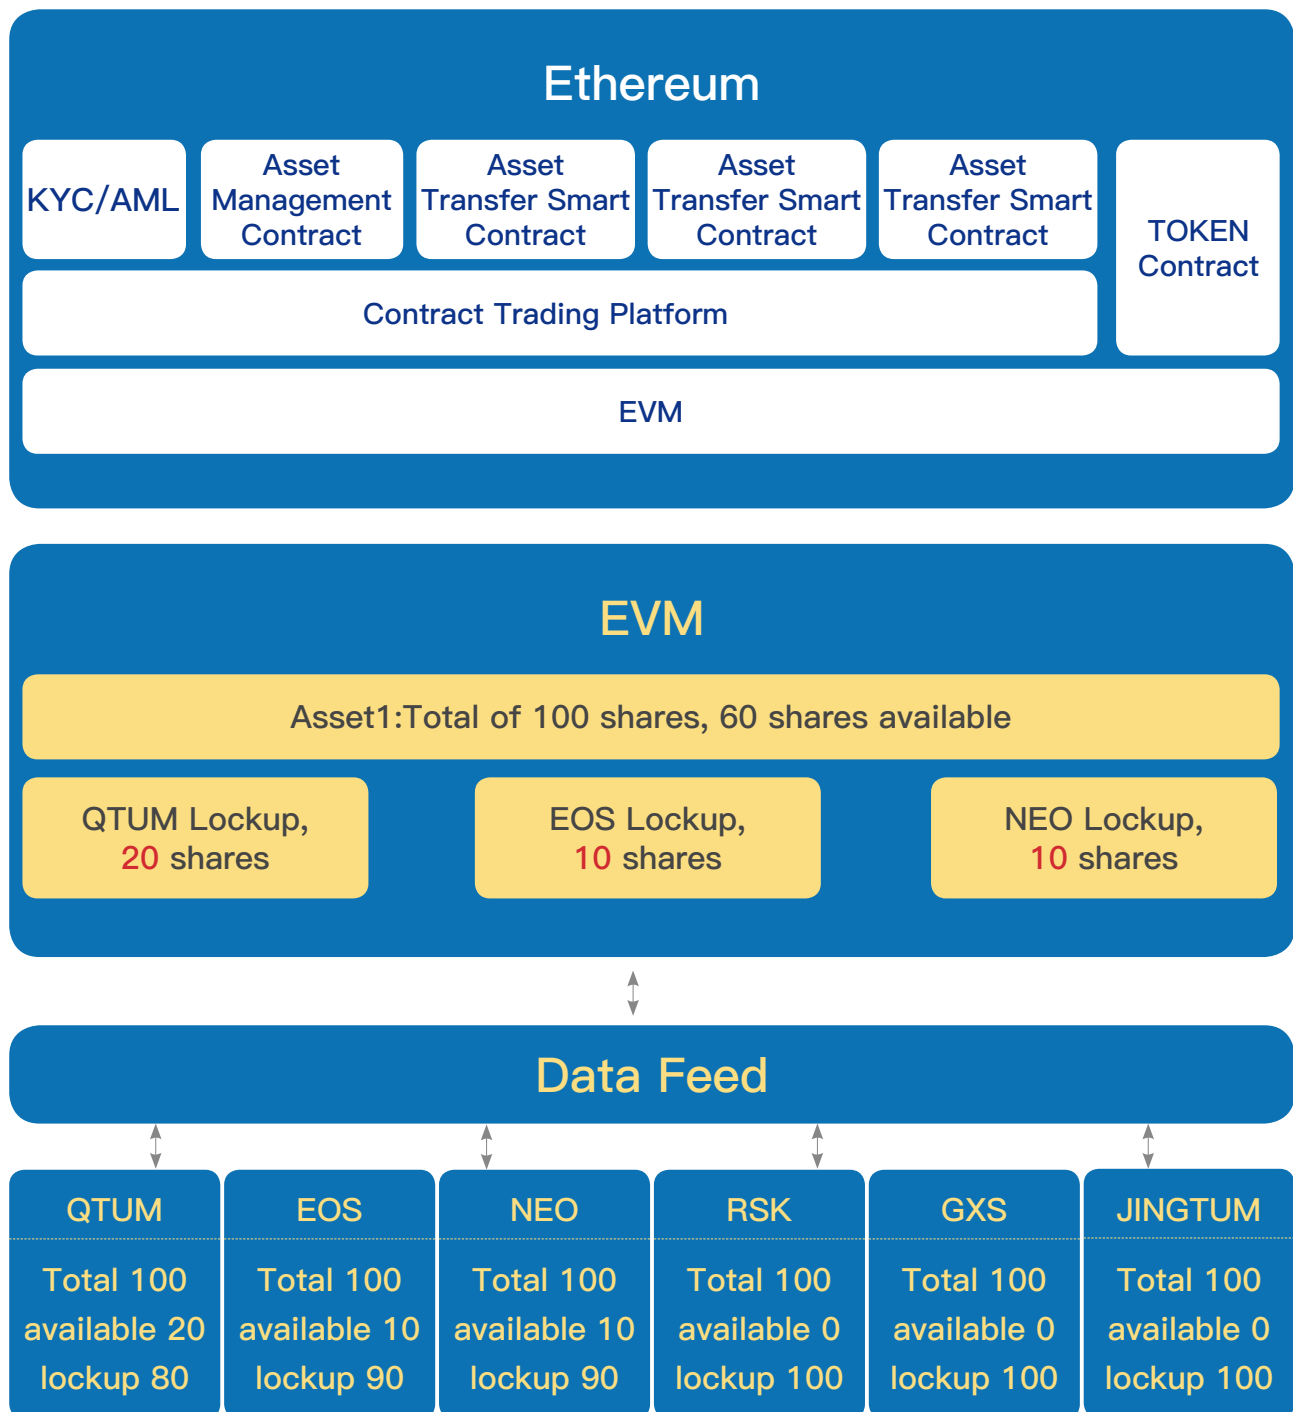 Ethereum
KYC/AML
Asset
Management
Contract
Asset
Transfer Smart
Contract
Asset
Transfer Smart
Contract
Asset
Transfer Smart
Contract
TOKEN
Contract
Contract Trading Platform
EVM
EVM
Asset1:Total of 100 shares, 60 shares available
QTUM Lockup,
20 shares
EOS Lockup,
10 shares
NEO Lockup,
10 shares
Data Feed
QTUM
Total 100
available 20
lockup 80
EOS
Total 100
available 10
lockup 90
NEO
Total 100
available 10
lockup 90
RSK
Total 100
available 0
lockup 100
GXS
Total 100
available 0
lockup 100
JINGTUM
Total 100
available 0
lockup 100